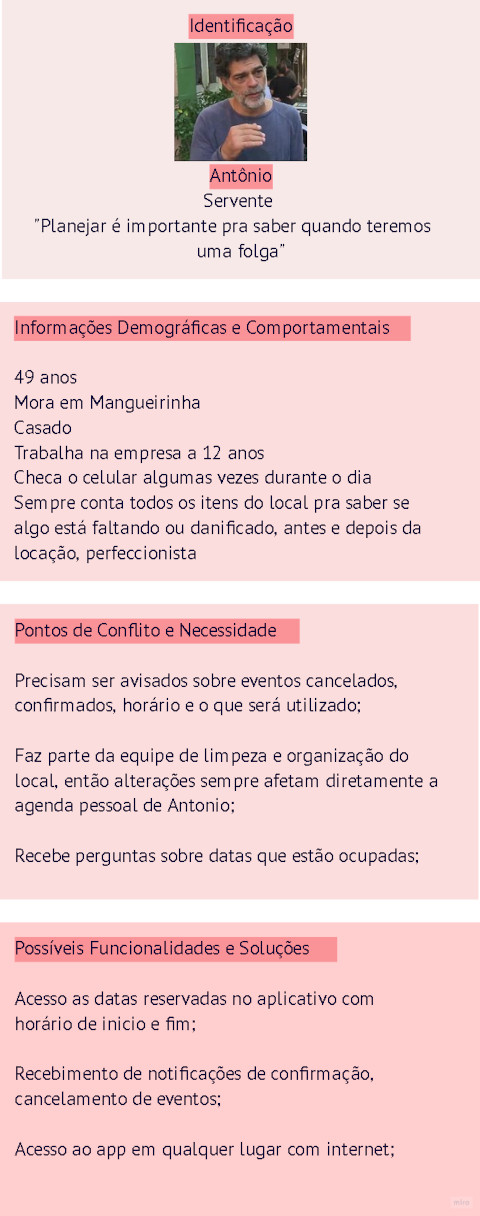 Identificação
Antônio
Servente
"Planejar é importante pra saber quando teremos
uma folga"
Informações Demográficas e Comportamentais
49 anos
Mora em Mangueirinha
Casado
Trabalha na empresa a 12 anos
Checa o celular algumas vezes durante o dia
Sempre conta todos os itens do local pra saber se
algo está faltando ou danificado, antes e depois da
locação, perfeccionista
Pontos de Conflito e Necessidade
Precisam ser avisados sobre eventos cancelados,
confirmados, horário e o que será utilizado;
Faz parte da equipe de limpeza e organização do
local, então alterações sempre afetam diretamente a
agenda pessoal de Antonio;
Recebe perguntas sobre datas que estão ocupadas;
Possíveis Funcionalidades e Soluções
Acesso as datas reservadas no aplicativo com
horário de inicio e fim;
Recebimento de notificações de confirmação,
cancelamento de eventos;
Acesso ao app em qualquer lugar com internet;